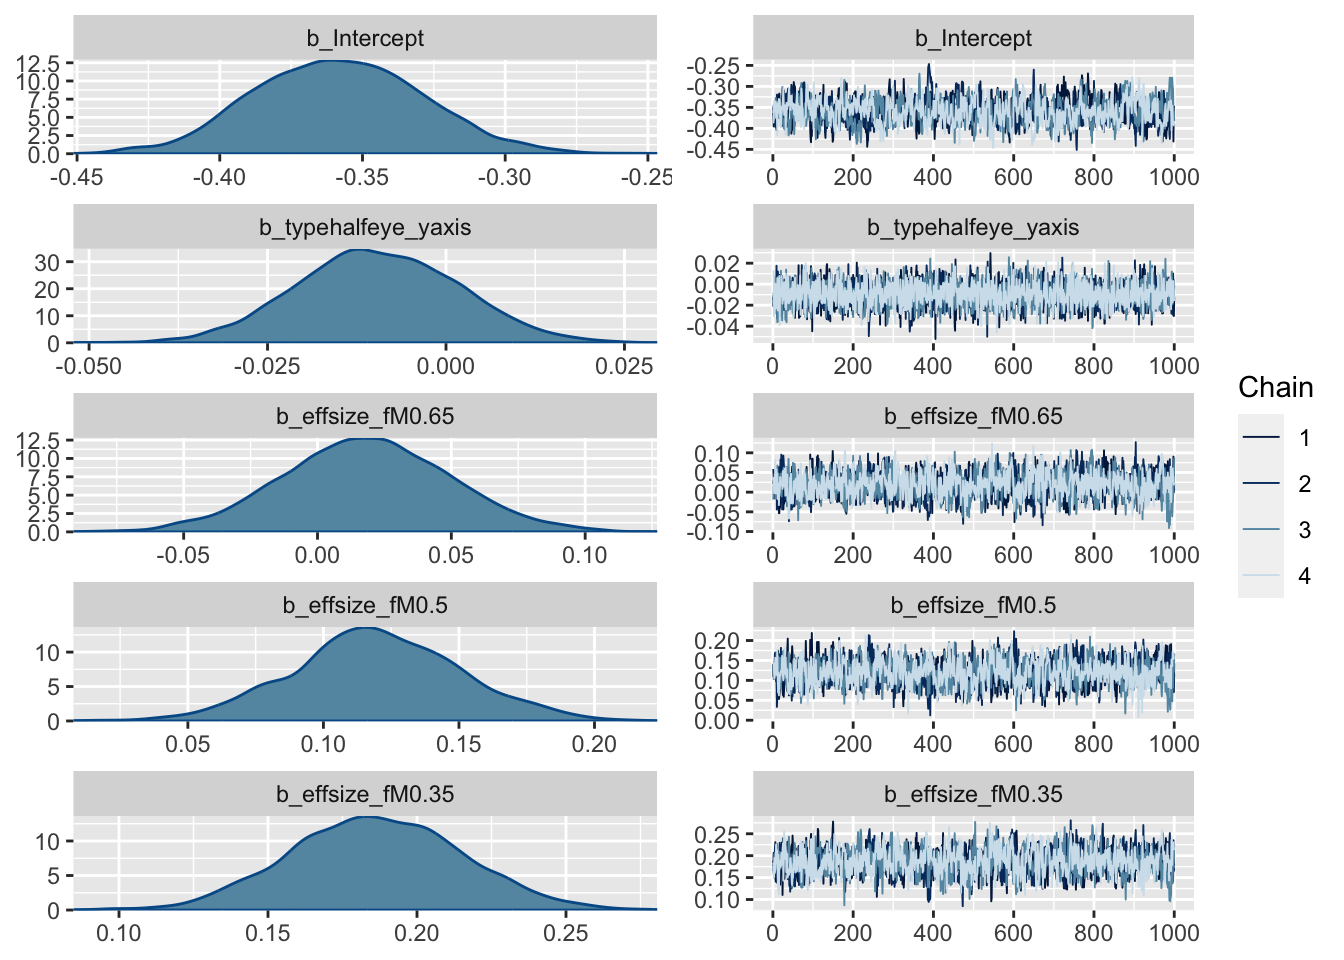 b_Intercept
12.5
10.0
7.5
5.0
2.5
0.0
-0.45 -0.40 -0.35 -0.30 -0.25
b_Intercept
-0.25
-0.30
-0.35
-0.40
-0.45
0 200 400 600 800 1000
b_typehalfeye_yaxis
30
20
10
0
-0.050 -0.025 0.000 0.025
b_typehalfeye_yaxis
0.02
0.00
-0.02
-0.04
0 200 400 600 800 1000
b_effsize_fM0.65
12.5
10.0
7.5
5.0
2.5
0.0
-0.05 0.00 0.05 0.10
b_effsize_fM0.65
0.10
0.05
0.00
-0.05
-0.10
0 200 400 600 800 1000
b_effsize_fM0.5
10
5
0
0.05 0.10 0.15 0.20
b_effsize_fM0.5
0.20
0.15
0.10
0.05
0.00
0 200 400 600 800 1000
b_effsize_fM0.35
10
5
0
0.10 0.15 0.20 0.25
b_effsize_fM0.35
0.25
0.20
0.15
0.10
0 200 400 600 800 1000
Chain
1
2
3
4